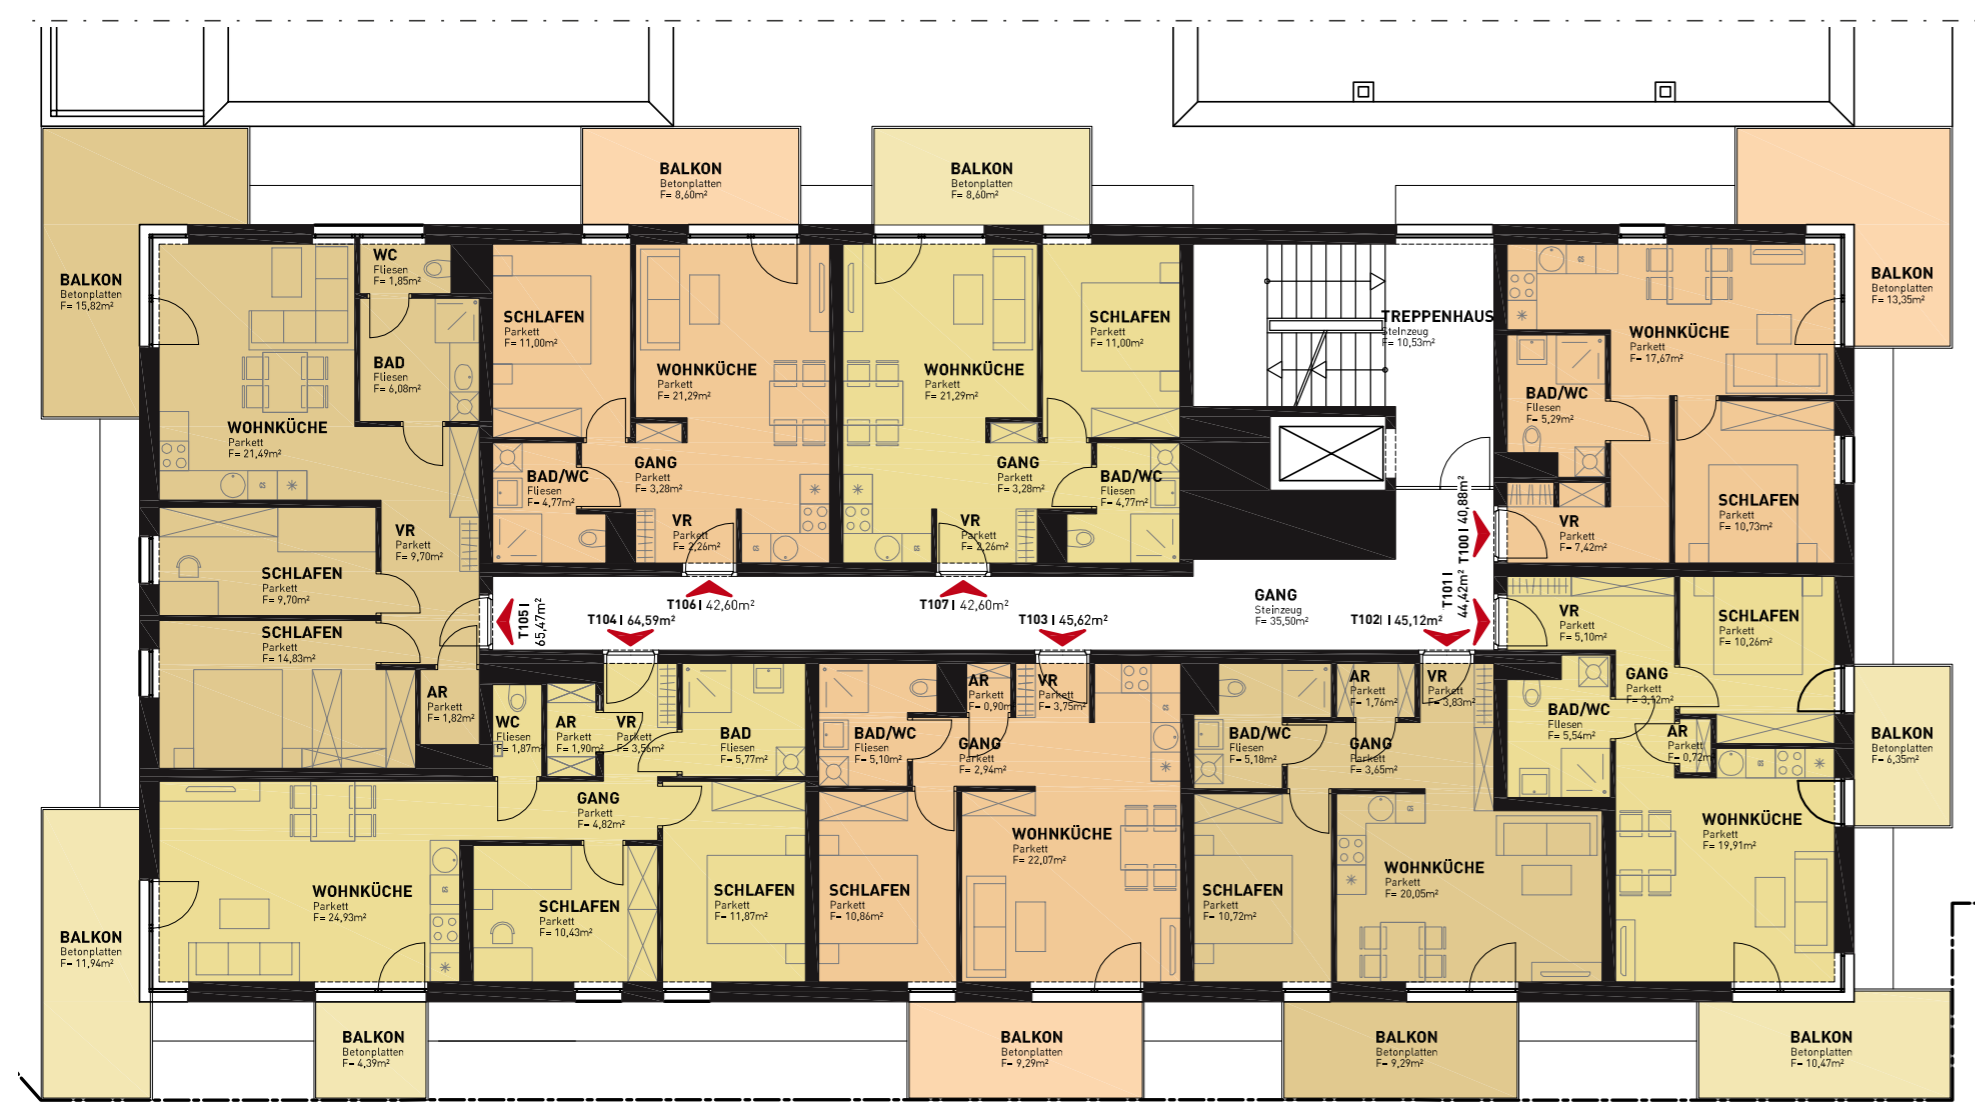 BALKON
Betonplatten
F= 8,60m²
BALKON
Betonplatten
F= 8,60m²
BALKON
Betonplatten
F= 15,82m²
WC
Fliesen
F= 1,85m²
BAD
Fliesen
F= 6,08m²
WOHNKÜCHE
Parkett
F= 21,49m²
SCHLAFEN
Parkett
F= 11,00m²
WOHNKÜCHE
Parkett
F= 21,29m²
WOHNKÜCHE
Parkett
F= 21,29m²
SCHLAFEN
Parkett
F= 11,00m²
TREPPENHAUS
Steinzeug
F= 10,53m²
WOHNKÜCHE
Parkett
F= 17,67m²
BALKON
Betonplatten
F= 13,35m²
BAD/WC
Fliesen
F= 5,29m²
BAD/WC
Fliesen
F= 4,77m²
GANG
Parkett
F= 3,28m²
VR
Parkett
F= 2,26m²
GANG
Parkett
F= 3,28m²
VR
Parkett
F= 2,26m²
BAD/WC
Fliesen
F= 4,77m²
SCHLAFEN
Parkett
F= 10,73m²
VR
Parkett
F= 7,42m²
VR
Parkett
F= 9,70m²
SCHLAFEN
Parkett
F= 9,70m²
SCHLAFEN
Parkett
F= 14,83m²
AR
Parkett
F= 1,82m²
T105 I
65,47m²
T106 I 42,60m²
T104 I 64,59m²
T107 I 42,60m²
T103 I 45,62m²
GANG
Steinzeug
F= 35,50m²
T102 I 45,12m²
T100 I 40,88m²
T101 I
44,42m²
VR
Parkett
F= 5,10m²
SCHLAFEN
Parkett
F= 10,26m²
GANG
Parkett
F= 3,12m²
BAD/WC
Fliesen
F= 5,54m²
AR
Parkett
F= 0,72m²
BALKON
Betonplatten
F= 6,35m²
WC
Fliesen
F= 1,87m²
AR
Parkett
F= 1,90m²
VR
Parkett
F= 3,56m²
BAD
Fliesen
F= 5,77m²
GANG
Parkett
F= 4,82m²
BAD/WC
Fliesen
F= 5,10m²
AR
Parkett
F= 0,90m²
VR
Parkett
F= 3,75m²
GANG
Parkett
F= 2,94m²
BAD/WC
Fliesen
F= 5,18m²
AR
Parkett
F= 1,76m²
VR
Parkett
F= 3,83m²
GANG
Parkett
F= 3,65m²
WOHNKÜCHE
Parkett
F= 24,93m²
SCHLAFEN
Parkett
F= 10,43m²
SCHLAFEN
Parkett
F= 11,87m²
SCHLAFEN
Parkett
F= 10,86m²
WOHNKÜCHE
Parkett
F= 22,07m²
SCHLAFEN
Parkett
F= 10,72m²
WOHNKÜCHE
Parkett
F= 20,05m²
WOHNKÜCHE
Parkett
F= 19,91m²
BALKON
Betonplatten
F= 11,94m²
BALKON
Betonplatten
F= 4,39m²
BALKON
Betonplatten
F= 9,29m²
BALKON
Betonplatten
F= 9,29m²
BALKON
Betonplatten
F= 10,47m²